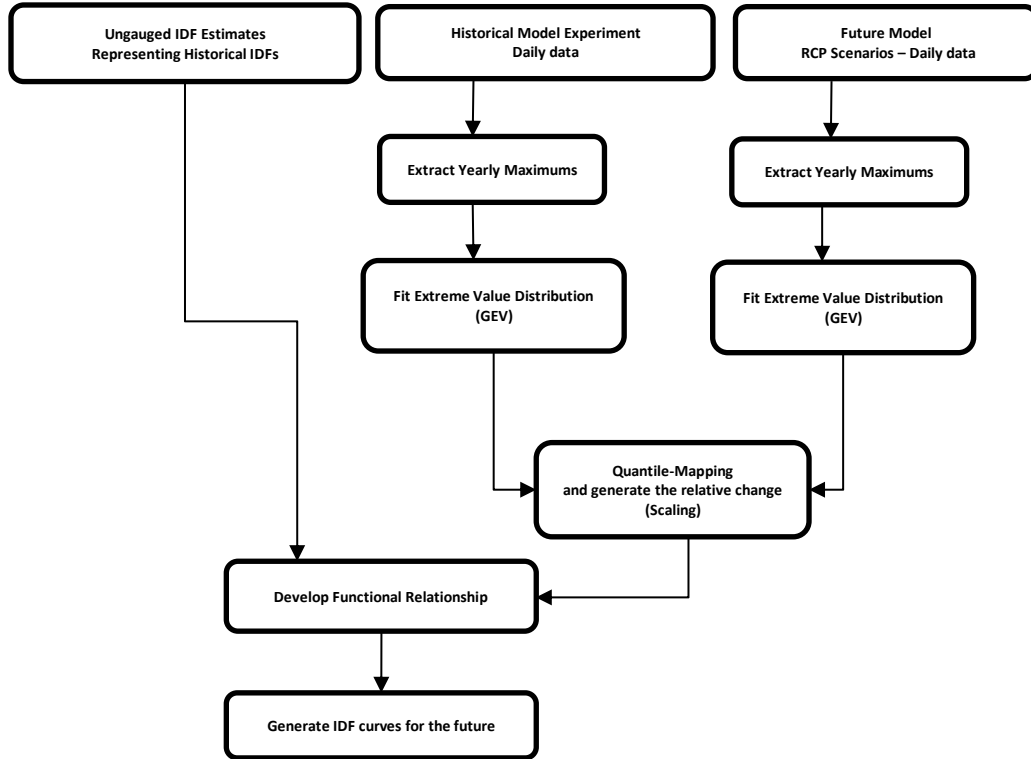 Ungauged IDF Estimates
Representing Historical IDFs
Historical Model Experiment
Daily data
Future Model
RCP Scenarios – Daily data
Extract Yearly Maximums
Extract Yearly Maximums
Fit Extreme Value Distribution
(GEV)
Fit Extreme Value Distribution
(GEV)
Quantile-Mapping
and generate the relative change
(Scaling)
Develop Functional Relationship
Generate IDF curves for the future